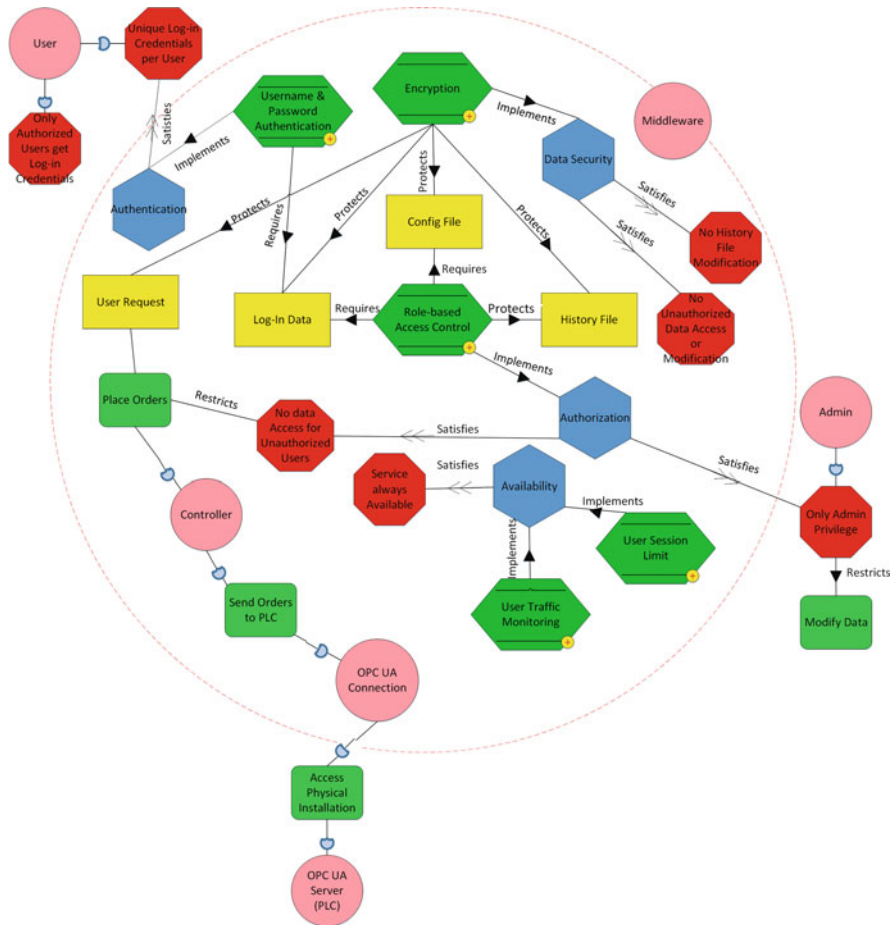 User
Unique Log-in
Credentials
per User
Only
Authorized
Users get
Log-in
Credentials
Satisties
Username &
Password
Authentication
Implements
Authentication
Encryption
Implements
Middleware
Data Security
Satisfies
Satisfies
No History
File
Modification
No
Unauthorized
Data Access
or
Modification
Protects
Requires
Protects
Protects
Protects
Config File
Requires
User Request
Log-In Data
Requires
Role-based
Access Control
Protects
History File
Implements
Place Orders
Restricts
No data
Access for
Unauthorized
Users
Satisfies
Authorization
Admin
Satisfies
Service
always
Available
Satisfies
Availability
Implements
Implements
User Session
Limit
User Traffic
Monitoring
Only Admin
Privilege
Restricts
Modify Data
Controller
Send Orders
to PLC
OPC UA
Connection
Access
Physical
Installation
OPC UA
Server
(PLC)